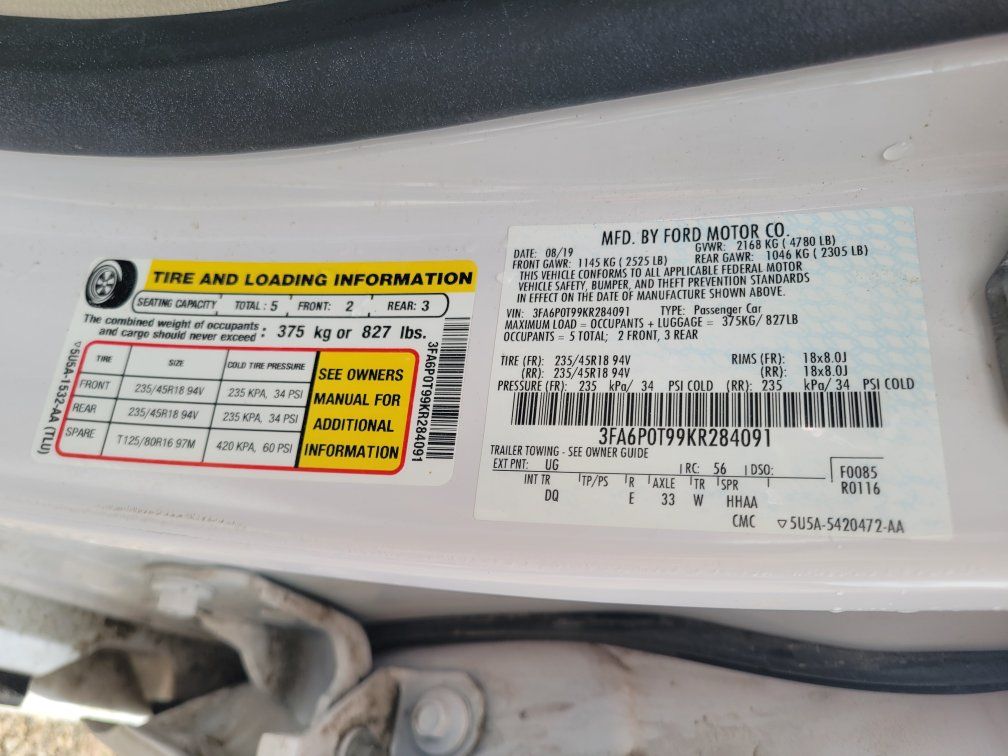 TIRE AND LOADING INFORMATION
SEATING CAPACITY TOTAL : 5 FRONT: 2 REAR: 3
The combined weight of occupants and cargo should never exceed : 375 kg or 827 lbs.
TIRE SIZE COLD TIRE PRESSURE
FRONT 235/45R18 94V 235 KPA, 34 PSI
REAR 235/45R18 94V 235 KPA, 34 PSI
SPARE T125/80R16 97M 420 KPA, 60 PSI
SEE OWNERS
MANUAL FOR
ADDITIONAL
INFORMATION
5U5A-1532-AA (TLU)
3FA6P0T99KR284091
MFD. BY FORD MOTOR CO.
DATE: 08/19 GVWR: 2168 KG ( 4780 LB)
FRONT GAWR: 1145 KG ( 2525 LB) REAR GAWR: 1046 KG ( 2305 LB)
THIS VEHICLE CONFORMS TO ALL APPLICABLE FEDERAL MOTOR
VEHICLE SAFETY, BUMPER, AND THEFT PREVENTION STANDARDS
IN EFFECT ON THE DATE OF MANUFACTURE SHOWN ABOVE.
VIN: 3FA6P0T99KR284091 TYPE: Passenger Car
MAXIMUM LOAD = OCCUPANTS + LUGGAGE = 375KG/ 827LB
OCCUPANTS = 5 TOTAL; 2 FRONT, 3 REAR
TIRE (FR): 235/45R18 94V RIMS (FR): 18x8.0J
(RR): 235/45R18 94V (RR): 18x8.0J
PRESSURE (FR): 235 kPa/ 34 PSI COLD (RR): 235 kPa/ 34 PSI COLD
3FA6P0T99KR284091
TRAILER TOWING - SEE OWNER GUIDE
EXT PNT: UG RC: 56 DSO: F0085
INT TR TP/PS R AXLE TR SPR R0116
DQ E 33 W HHAA
CMC 5U5A-5420472-AA